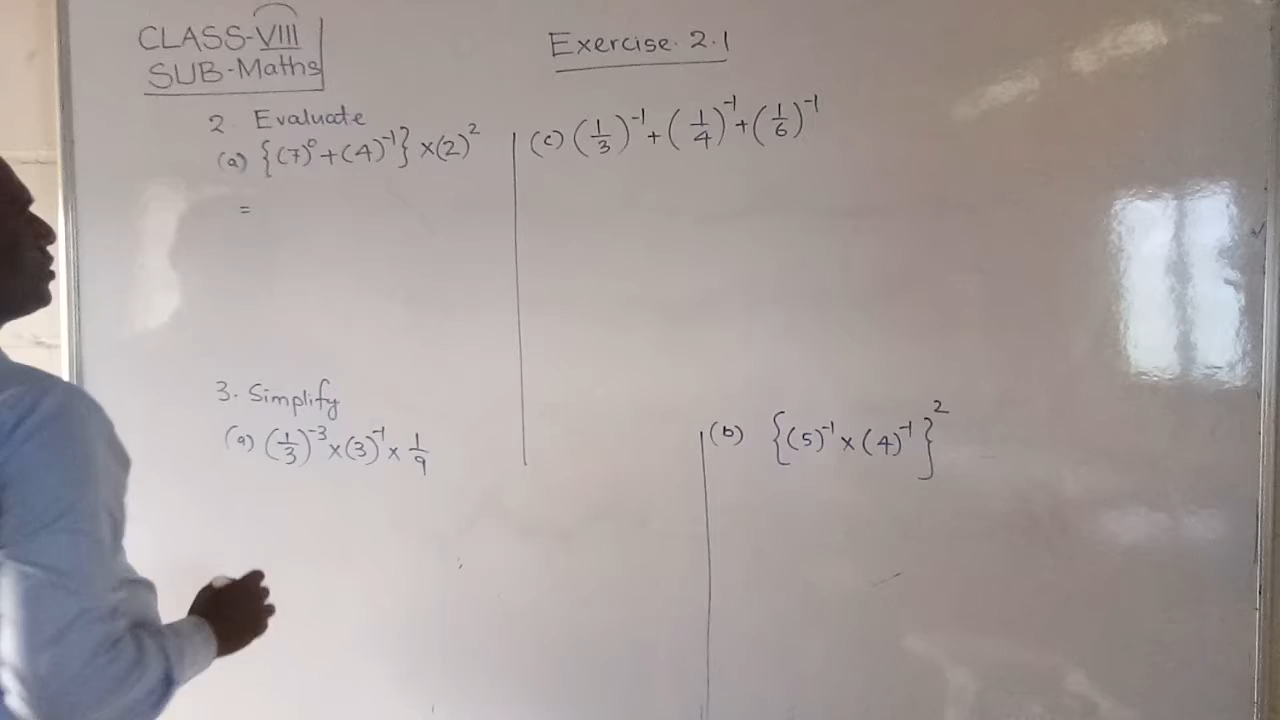 CLASS-VIII
SUB-Maths
Exercise 2.1
2. Evaluate
(a) {(7)⁰+(4)⁻¹}×(2)²
=
(c) (1/3)⁻¹+(1/4)⁻¹+(1/6)⁻¹
3. Simplify
(a) (1/3)⁻³×(3)⁻¹×1/9
(b) {(5)⁻¹×(4)⁻¹}²